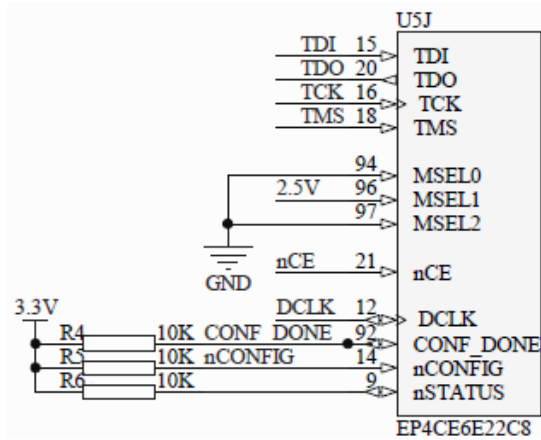 U5J
TDI 15 TDI
TDO 20 TDO
TCK 16 TCK
TMS 18 TMS
94 MSEL0
2.5V 96 MSEL1
97 MSEL2
nCE 21 nCE
GND
DCLK 12 DCLK
3.3V
R4 10K CONF_DONE 92 CONF_DONE
R5 10K nCONFIG 14 nCONFIG
R6 10K 9 nSTATUS
EP4CE6E22C8